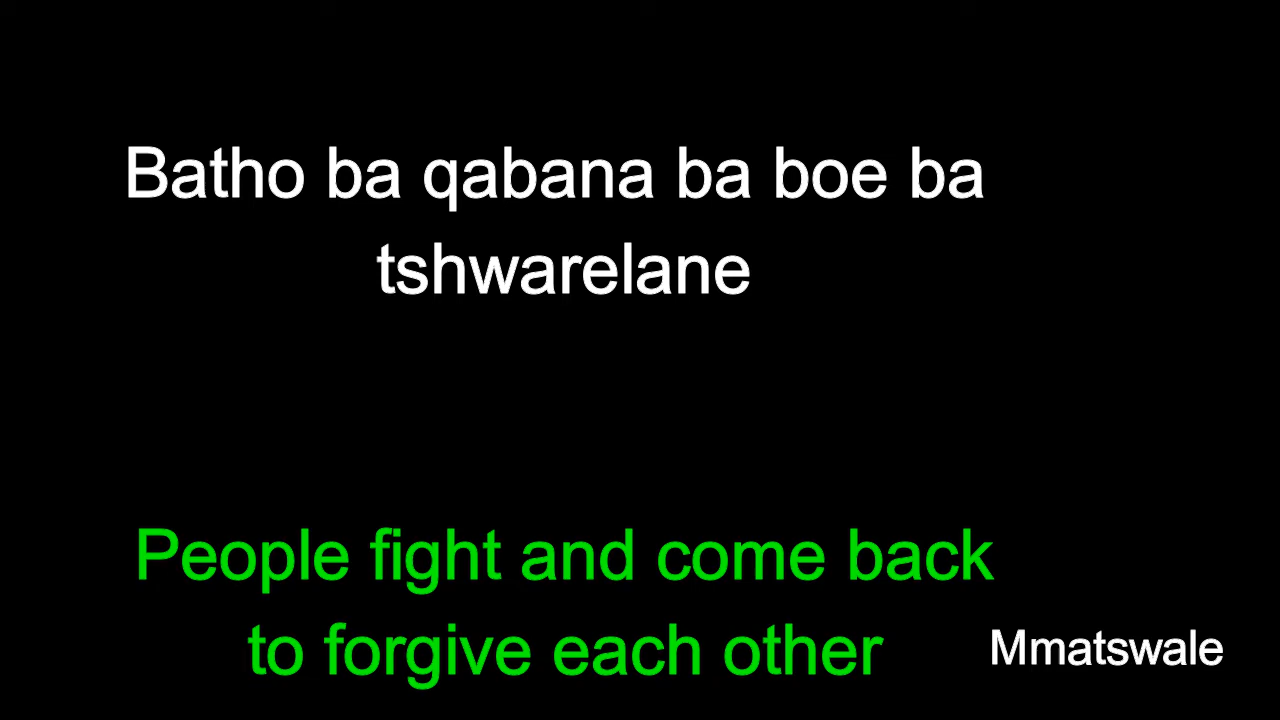 Batho ba qabana ba boe ba
tshwarelane
People fight and come back
to forgive each other
Mmatswale